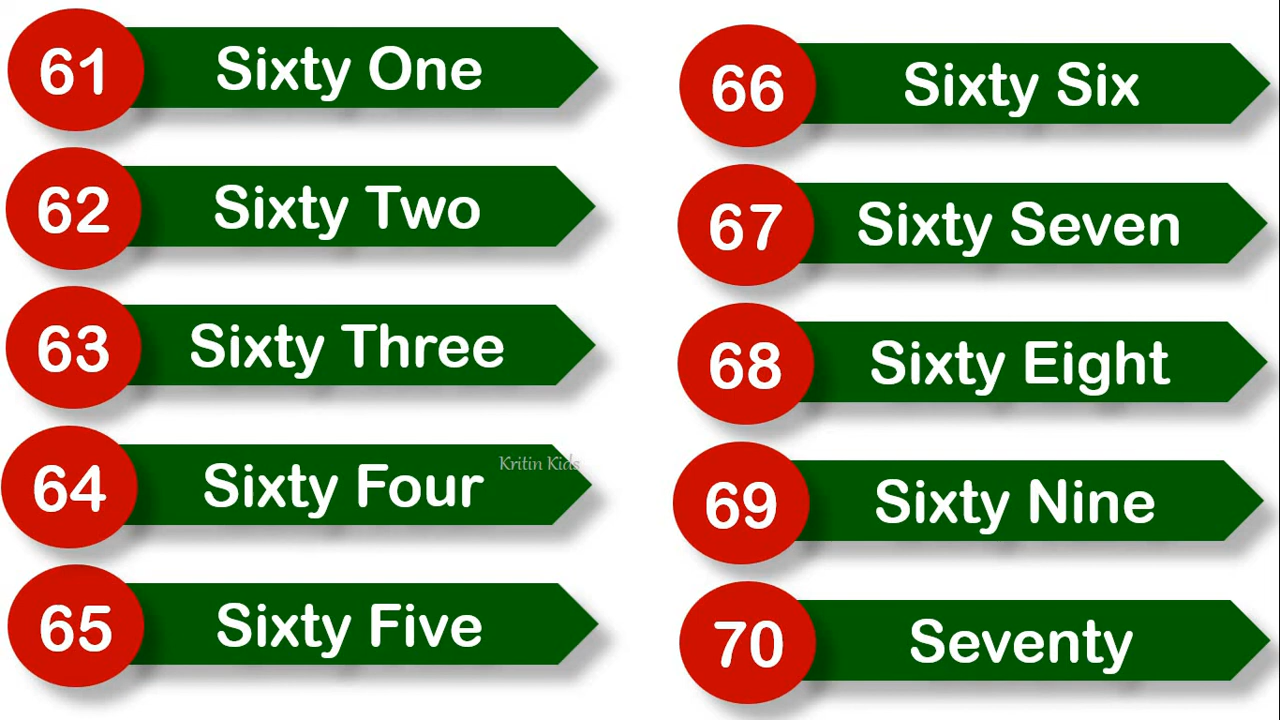 61 Sixty One
62 Sixty Two
63 Sixty Three
64 Sixty Four
Kritin Kids
65 Sixty Five
66 Sixty Six
67 Sixty Seven
68 Sixty Eight
69 Sixty Nine
70 Seventy